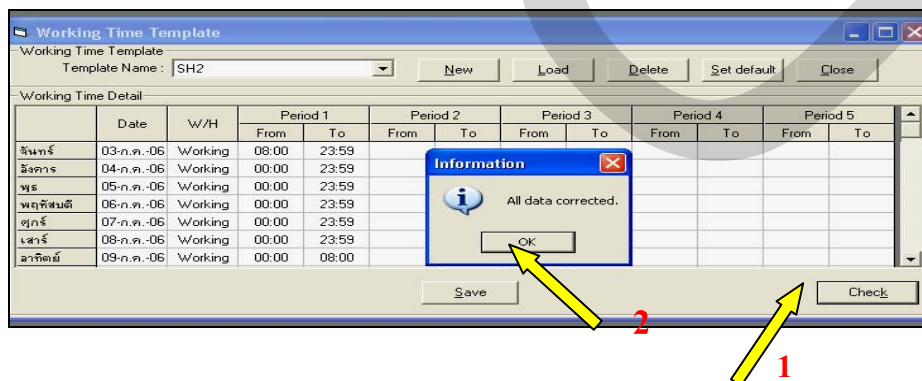 Working Time Template
Working Time Template
Template Name : SH2 New Load Delete Set default Close
Working Time Detail
Date W/H Period 1 Period 2 Period 3 Period 4 Period 5
From To From To From To From To From To
จันทร์ 03-ก.ค.-06 Working 08:00 23:59
อังคาร 04-ก.ค.-06 Working 00:00 23:59
พุธ 05-ก.ค.-06 Working 00:00 23:59
พฤหัสบดี 06-ก.ค.-06 Working 00:00 23:59
ศุกร์ 07-ก.ค.-06 Working 00:00 23:59
เสาร์ 08-ก.ค.-06 Working 00:00 23:59
อาทิตย์ 09-ก.ค.-06 Working 00:00 08:00
Information
All data corrected.
OK
Save Check
2
1